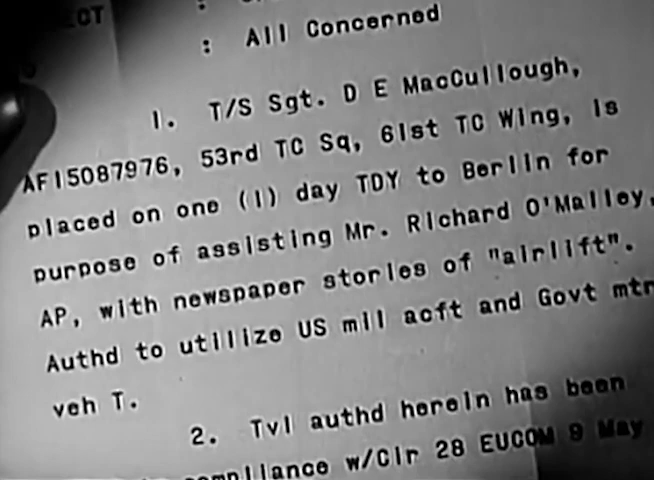 :
: All Concerned
1. T/S Sgt. D E MacCullough,
AF15087976, 53rd TC Sq, 61st TC Wing, is
placed on one (1) day TDY to Berlin for
purpose of assisting Mr. Richard O'Malley,
AP, with newspaper stories of "airlift".
Authd to utilize US mil acft and Govt mtr
veh T.
2. Tvl authd herein has been
w/Clr 28 EUCOM 9 May